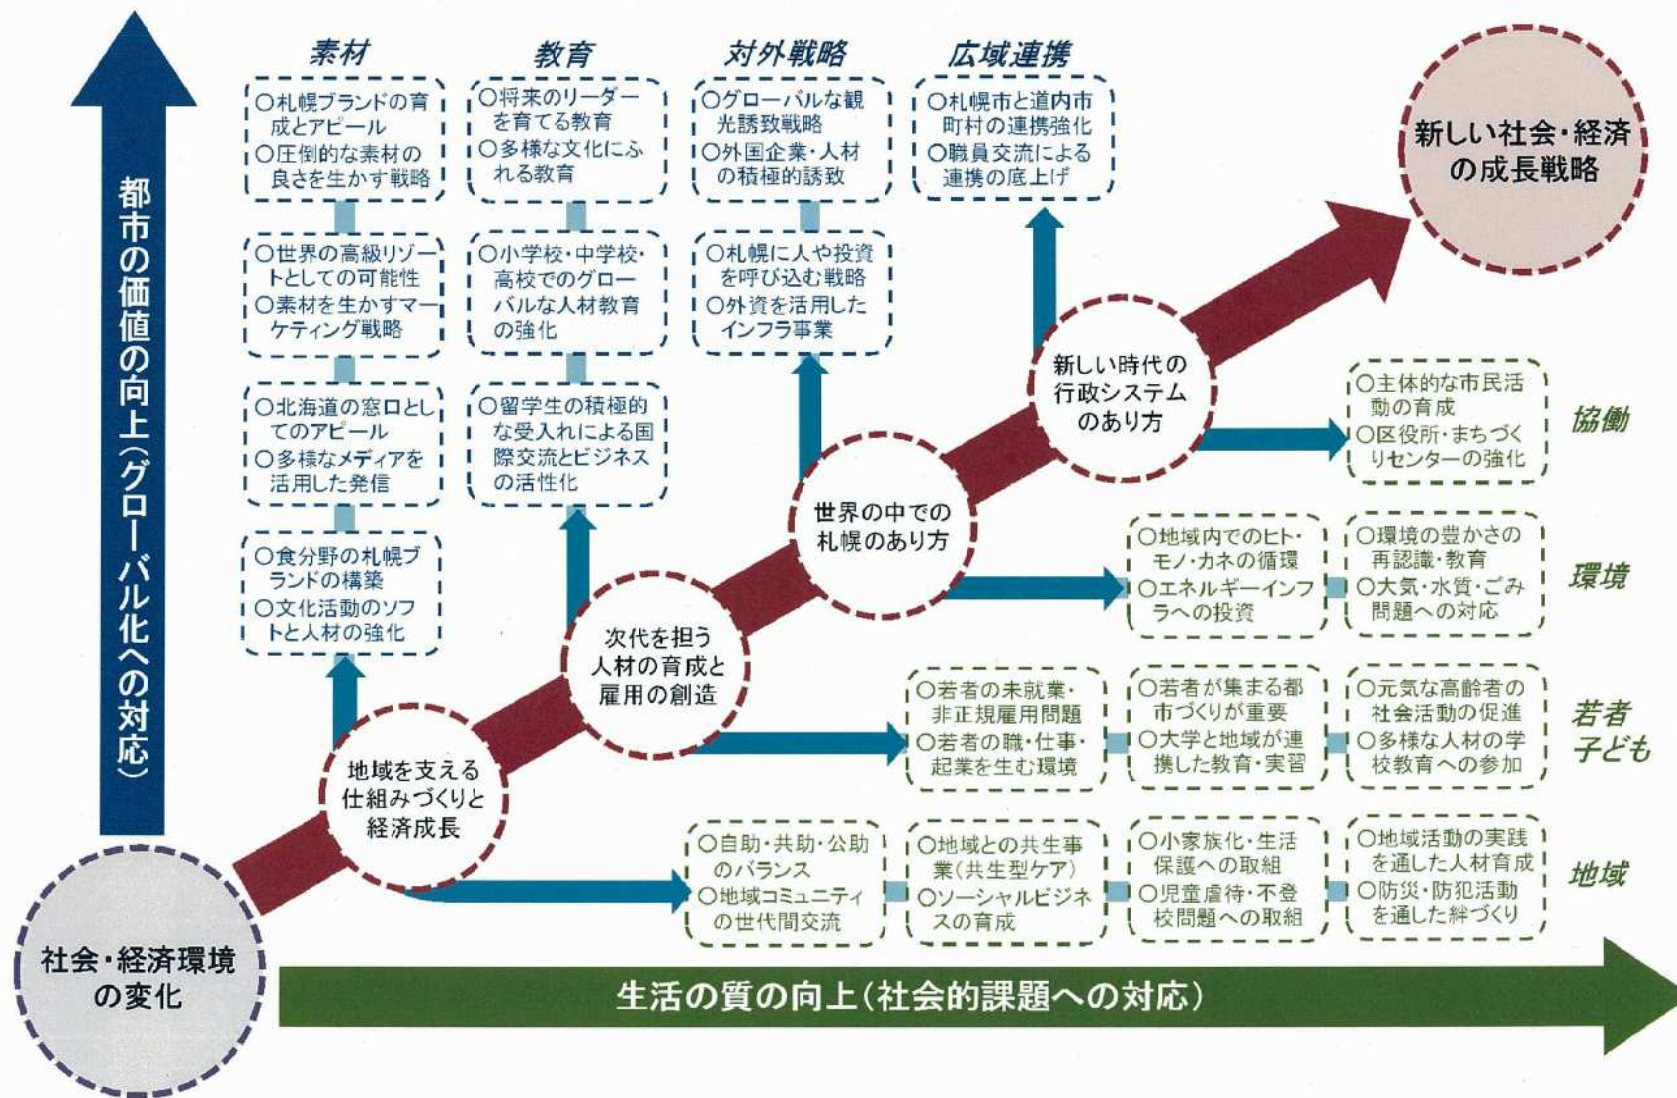 素材
○札幌ブランドの育
成とアピール
○圧倒的な素材の
良さを生かす戦略
○世界の高級リゾー
トとしての可能性
○素材を生かすマー
ケティング戦略
○北海道の窓口とし
てのアピール
○多様なメディアを
活用した発信
○食分野の札幌ブ
ランドの構築
○文化活動のソフ
トと人材の強化
教育
○将来のリーダー
を育てる教育
○多様な文化にふ
れる教育
○小学校・中学校・
高校でのグロー
バルな人材教育
の強化
○留学生の積極的
な受入れによる国
際交流とビジネス
の活性化
対外戦略
○グローバルな観
光誘致戦略
○外国企業・人材
の積極的誘致
○札幌に人や投資
を呼び込む戦略
○外資を活用した
インフラ事業
広域連携
○札幌市と道内市
町村の連携強化
○職員交流による
連携の底上げ
新しい社会・経済
の成長戦略
都市の価値の向上(グローバル化への対応)
新しい時代の
行政システム
のあり方
○主体的な市民活
動の育成
○区役所・まちづく
りセンターの強化
協働
世界の中での
札幌のあり方
○地域内でのヒト・
モノ・カネの循環
○エネルギーインフ
ラへの投資
○環境の豊かさの
再認識・教育
○大気・水質・ごみ
問題への対応
環境
次代を担う
人材の育成と
雇用の創造
○若者の未就業・
非正規雇用問題
○若者の職・仕事・
起業を生む環境
○若者が集まる都
市づくりが重要
○大学と地域が連
携した教育・実習
○元気な高齢者の
社会活動の促進
○多様な人材の学
校教育への参加
若者
子ども
地域を支える
仕組みづくりと
経済成長
○自助・共助・公助
のバランス
○地域コミュニティ
の世代間交流
○地域との共生事
業(共生型ケア)
○ソーシャルビジネ
スの育成
○小家族化・生活
保護への取組
○児童虐待・不登
校問題への取組
○地域活動の実践
を通した人材育成
○防災・防犯活動
を通した絆づくり
地域
社会・経済環境
の変化
生活の質の向上(社会的課題への対応)